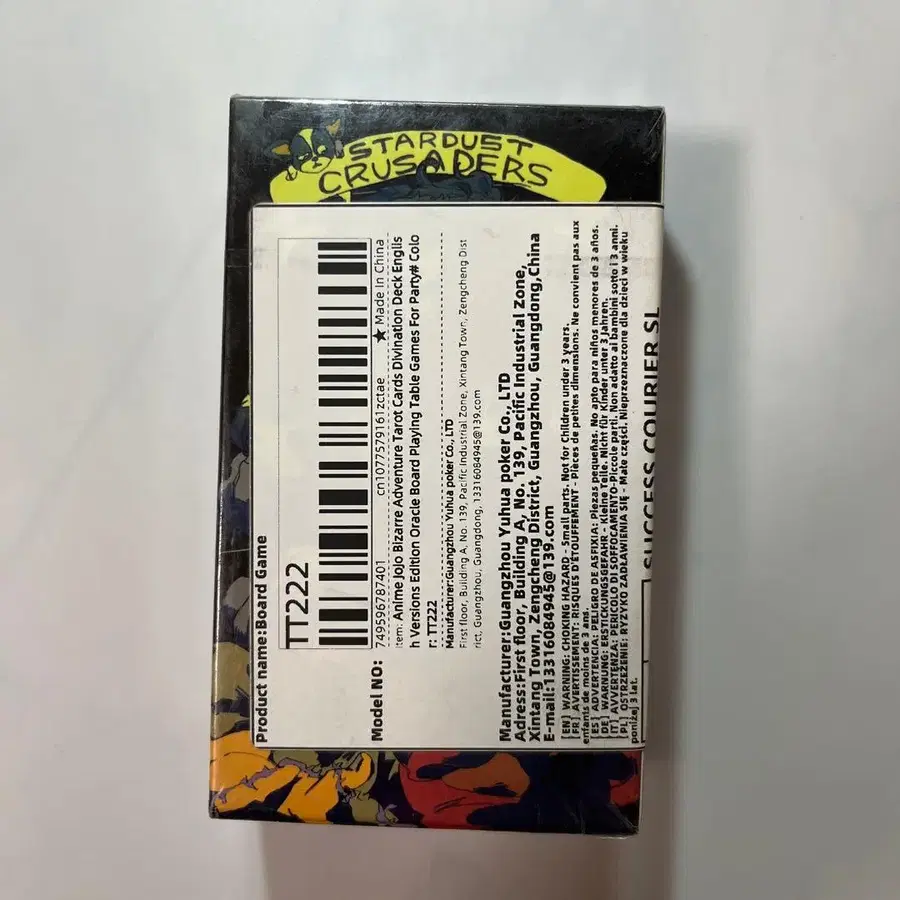 STARDUST
CRUSADERS
Product name:Board Game
TT222
Model NO:
749596787401 cn1077579161zctae ★ Made In China
Item: Anime JoJo Bizarre Adventure Tarot Cards Divination Deck Englis
h Versions Edition Oracle Board Playing Table Games For Party# Colo
r: TT222
Manufacturer:Guangzhou Yuhua poker Co., LTD
First floor, Building A, No. 139, Pacific Industrial Zone, Xintang Town, Zengcheng Dist
rict, Guangzhou, Guangdong, 13316084945@139.com
Manufacturer:Guangzhou Yuhua poker Co., LTD
Adress:First floor, Building A, No. 139, Pacific Industrial Zone,
Xintang Town, Zengcheng District, Guangzhou, Guangdong,China
E-mail:13316084945@139.com
[EN] WARNING: CHOKING HAZARD - Small parts. Not for Children under 3 years.
[FR] AVERTISSEMENT: RISQUES D'ÉTOUFFEMENT - Pièces de petites dimensions. Ne convient pas aux
enfants de moins de 3 ans.
[ES] ADVERTENCIA: PELIGRO DE ASFIXIA: Piezas pequeñas. No apto para niños menores de 3 años.
[DE] WARNUNG: ERSTICKUNGSGEFAHR - Kleine Teile. Nicht für Kinder unter 3 Jahren.
[IT] AVVERTENZA: PERICOLO DI SOFFOCAMENTO-Piccole parti. Non adatto ai bambini sotto i 3 anni.
[PL] OSTRZEŻENIE: RYZYKO ZADŁAWIENIA SIĘ - Małe części. Nieprzeznaczone dla dzieci w wieku
poniżej 3 lat.
SUCCESS COURIER SL